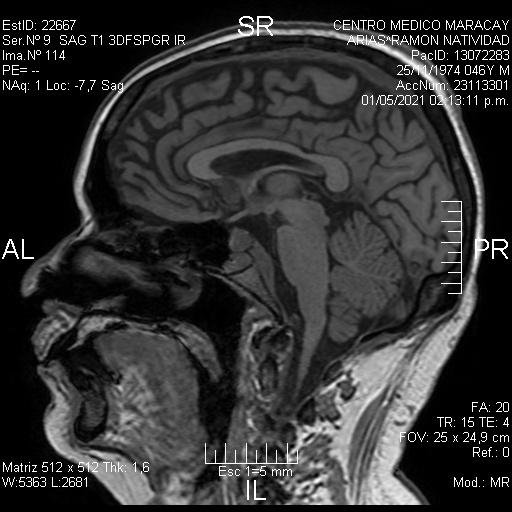 EstID: 22667
Ser.Nº 9 SAG T1 3DFSPGR IR
Ima.Nº 114
PE= --
NAq: 1 Loc: -7,7 Sag
SR
CENTRO MEDICO MARACAY
ARIAS^RAMON NATIVIDAD
PacID: 13072283
25/11/1974 046Y M
AccNum: 23113301
01/05/2021 02:13:11 p.m.
AL
PR
Matriz 512 x 512 Thk: 1,6
W:5363 L:2681
Esc 1=5 mm
IL
FA: 20
TR: 15 TE: 4
FOV: 25 x 24,9 cm
Ref.: 0
Mod.: MR